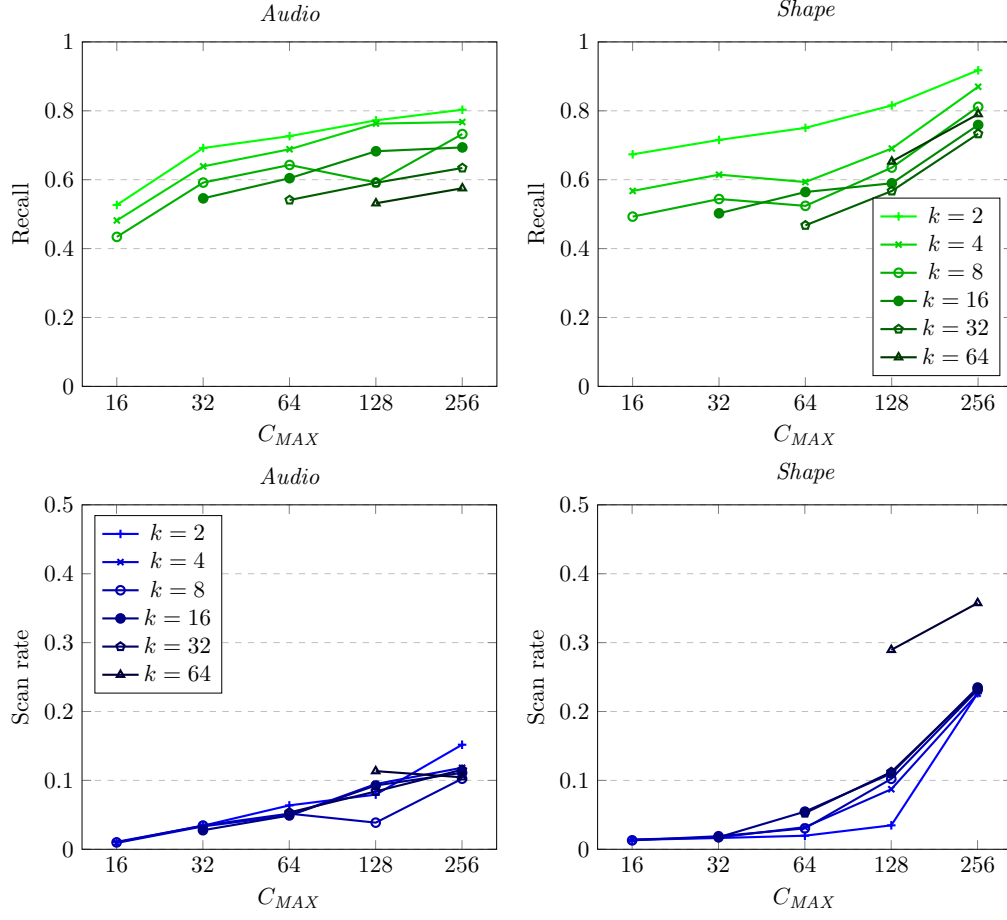 Audio
1
0.8
0.6
0.4
0.2
0
Recall
16 32 64 128 256
C_MAX
Shape
1
0.8
0.6
0.4
0.2
0
Recall
k = 2
k = 4
k = 8
k = 16
k = 32
k = 64
16 32 64 128 256
C_MAX
Audio
0.5
0.4
0.3
0.2
0.1
0
Scan rate
k = 2
k = 4
k = 8
k = 16
k = 32
k = 64
16 32 64 128 256
C_MAX
Shape
0.5
0.4
0.3
0.2
0.1
0
Scan rate
16 32 64 128 256
C_MAX